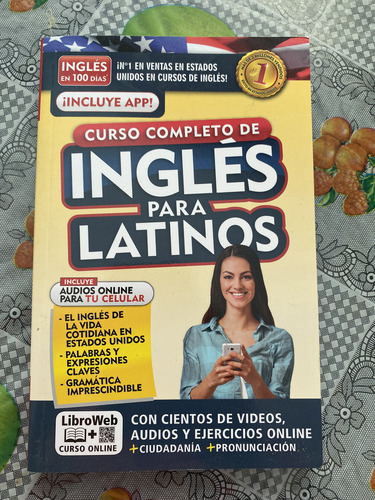 INGLÉS
EN 100 DÍAS
¡Nº1 EN VENTAS EN ESTADOS
UNIDOS EN CURSOS DE INGLÉS!
1
¡INCLUYE APP!
CURSO COMPLETO DE
INGLÉS
PARA
LATINOS
INCLUYE
AUDIOS ONLINE
PARA TU CELULAR
- EL INGLÉS DE
LA VIDA
COTIDIANA EN
ESTADOS UNIDOS
- PALABRAS Y
EXPRESIONES
CLAVES
- GRAMÁTICA
IMPRESCINDIBLE
LibroWeb
+
CURSO ONLINE
CON CIENTOS DE VIDEOS,
AUDIOS Y EJERCICIOS ONLINE
+CIUDADANÍA +PRONUNCIACIÓN